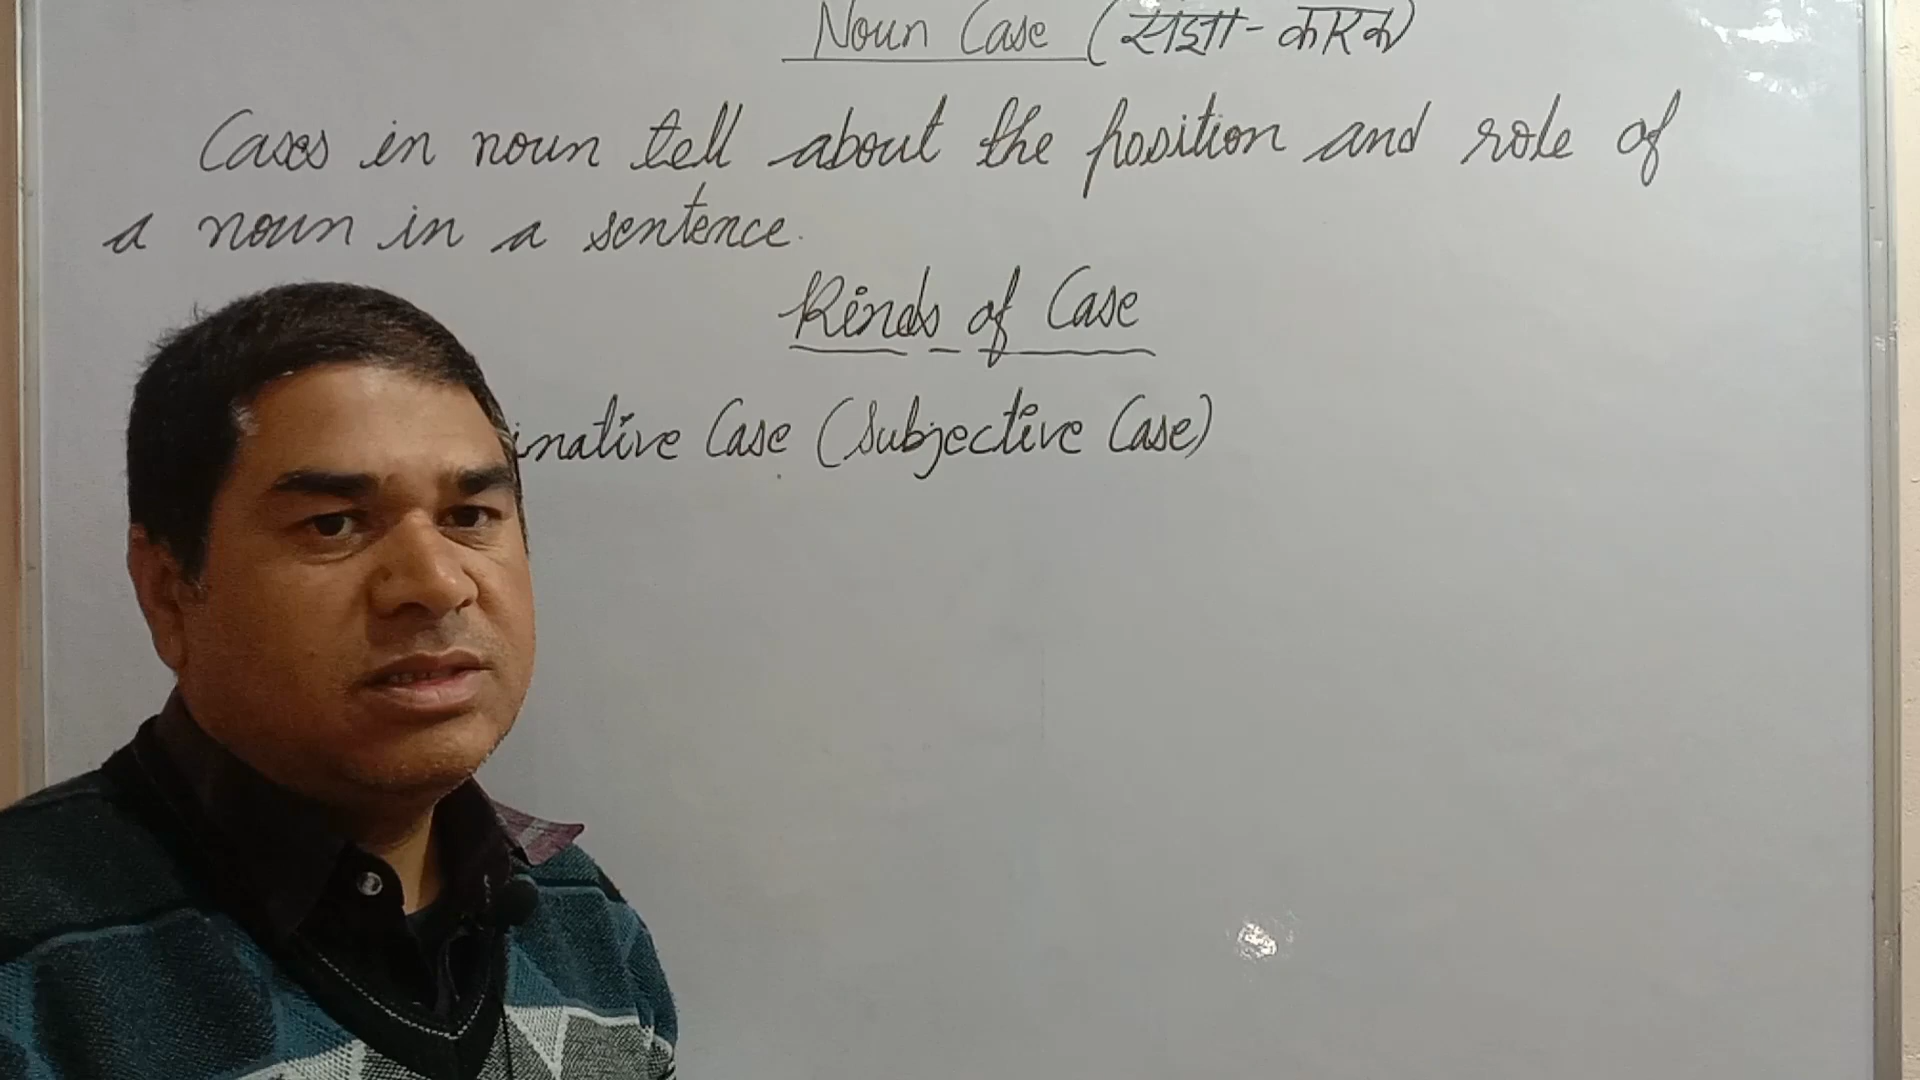 Noun Case (संज्ञा - कारक)
Cases in noun tell about the position and role of
a noun in a sentence.
Kinds of Case
inative Case (Subjective Case)